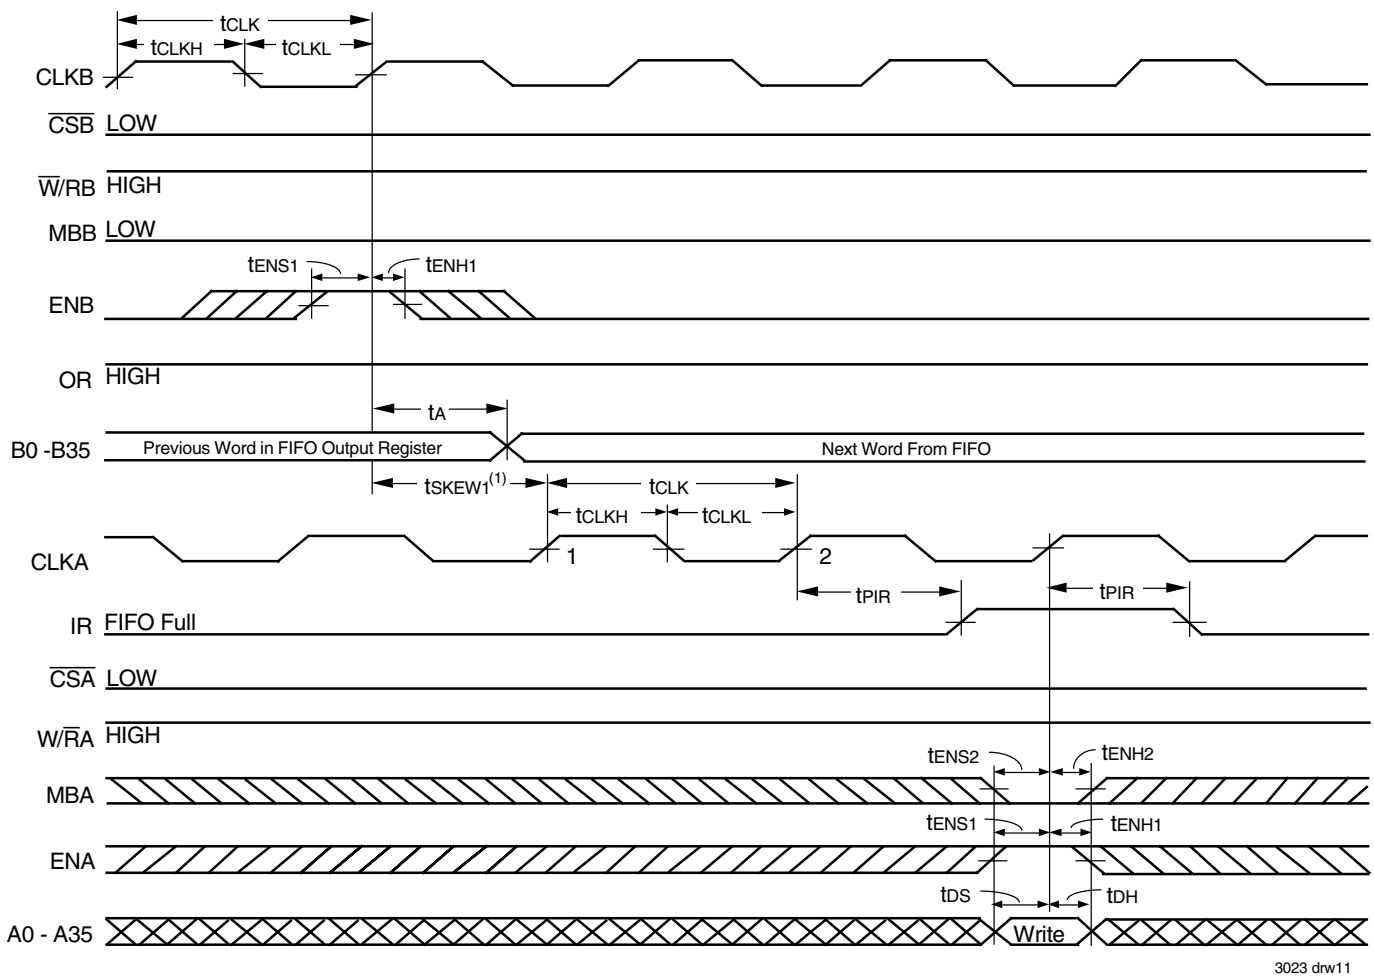 tCLK
tCLKH tCLKL
CLKB
CSB LOW
W/RB HIGH
MBB LOW
tENS1 tENH1
ENB
OR HIGH
tA
B0 -B35 Previous Word in FIFO Output Register Next Word From FIFO
tSKEW1(1) tCLK
tCLKH tCLKL
CLKA 1 2
tPIR tPIR
IR FIFO Full
CSA LOW
W/RA HIGH
tENS2 tENH2
MBA
tENS1 tENH1
ENA
tDS tDH
A0 - A35 Write
3023 drw11